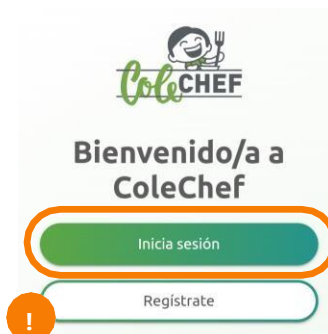 ColeCHEF
Bienvenido/a a
ColeChef
Inicia sesión
Regístrate
!